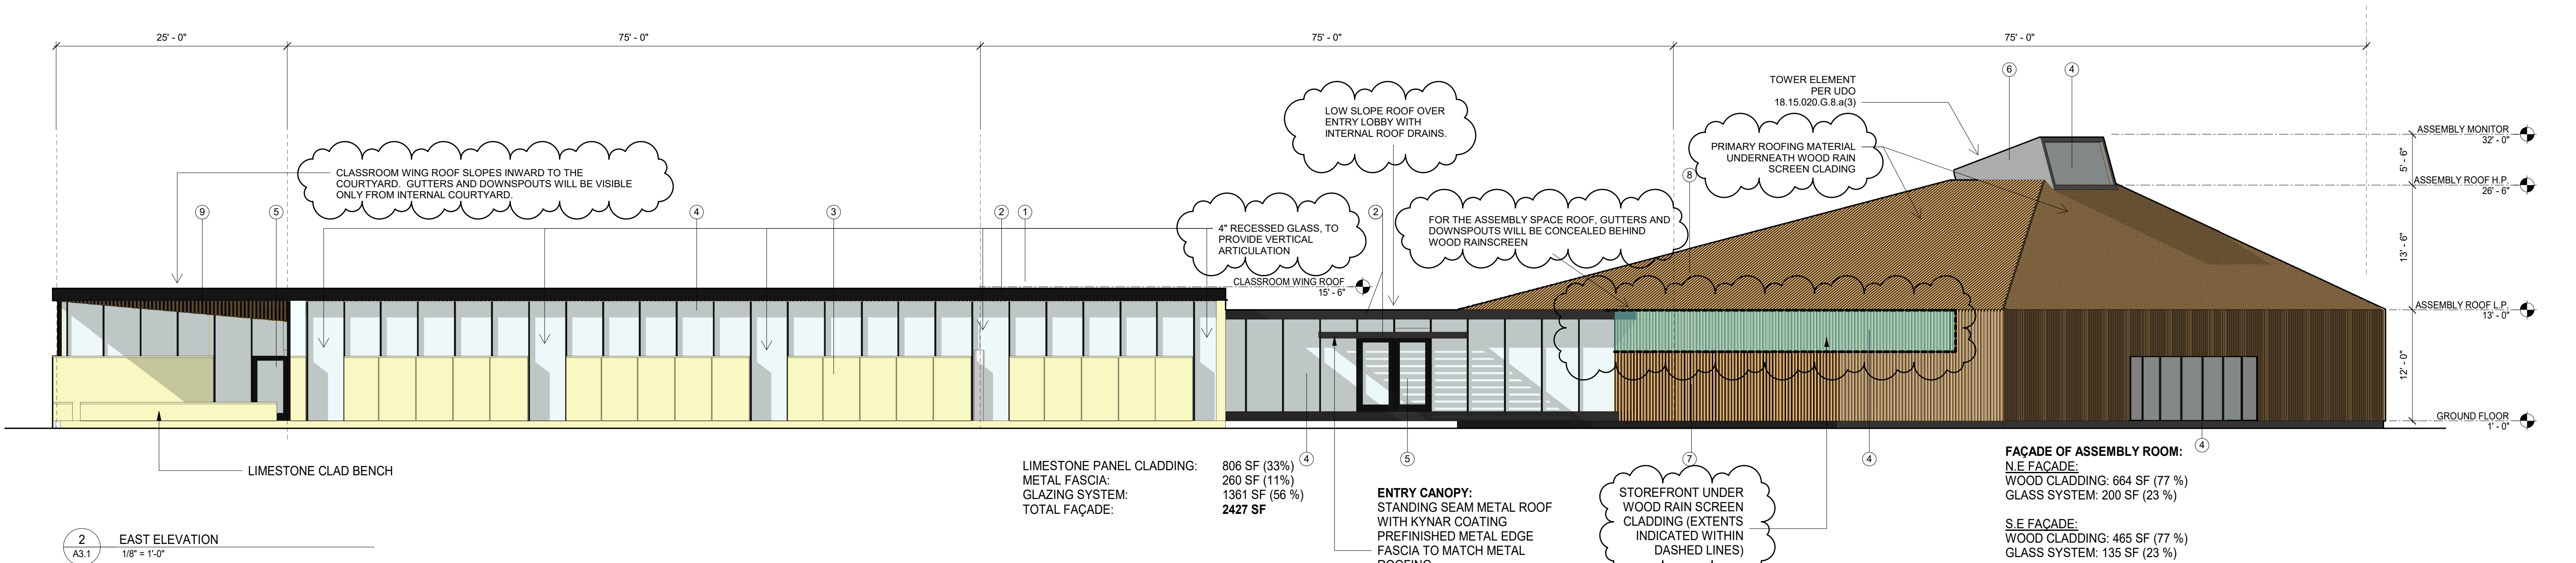 25' - 0"
75' - 0"
75' - 0"
75' - 0"
6
4
TOWER ELEMENT
PER UDO
18.15.020.G.8.a(3)
LOW SLOPE ROOF OVER
ENTRY LOBBY WITH
INTERNAL ROOF DRAINS.
PRIMARY ROOFING MATERIAL
UNDERNEATH WOOD RAIN
SCREEN CLADING
ASSEMBLY MONITOR
32' - 0"
5' - 6"
ASSEMBLY ROOF H.P.
26' - 6"
CLASSROOM WING ROOF SLOPES INWARD TO THE
COURTYARD. GUTTERS AND DOWNSPOUTS WILL BE VISIBLE
ONLY FROM INTERNAL COURTYARD.
8
9
5
4
3
2
1
2
4" RECESSED GLASS, TO
PROVIDE VERTICAL
ARTICULATION
FOR THE ASSEMBLY SPACE ROOF, GUTTERS AND
DOWNSPOUTS WILL BE CONCEALED BEHIND
WOOD RAINSCREEN
13' - 6"
CLASSROOM WING ROOF
15' - 6"
ASSEMBLY ROOF L.P.
13' - 0"
12' - 0"
GROUND FLOOR
1' - 0"
LIMESTONE CLAD BENCH
4
5
7
4
4
LIMESTONE PANEL CLADDING: 806 SF (33%)
METAL FASCIA: 260 SF (11%)
GLAZING SYSTEM: 1361 SF (56 %)
TOTAL FAÇADE: 2427 SF
ENTRY CANOPY:
STANDING SEAM METAL ROOF
WITH KYNAR COATING
PREFINISHED METAL EDGE
FASCIA TO MATCH METAL
ROOFING
STOREFRONT UNDER
WOOD RAIN SCREEN
CLADDING (EXTENTS
INDICATED WITHIN
DASHED LINES)
FAÇADE OF ASSEMBLY ROOM:
N.E FAÇADE:
WOOD CLADDING: 664 SF (77 %)
GLASS SYSTEM: 200 SF (23 %)
S.E FAÇADE:
WOOD CLADDING: 465 SF (77 %)
GLASS SYSTEM: 135 SF (23 %)
2
A3.1
EAST ELEVATION
1/8" = 1'-0"